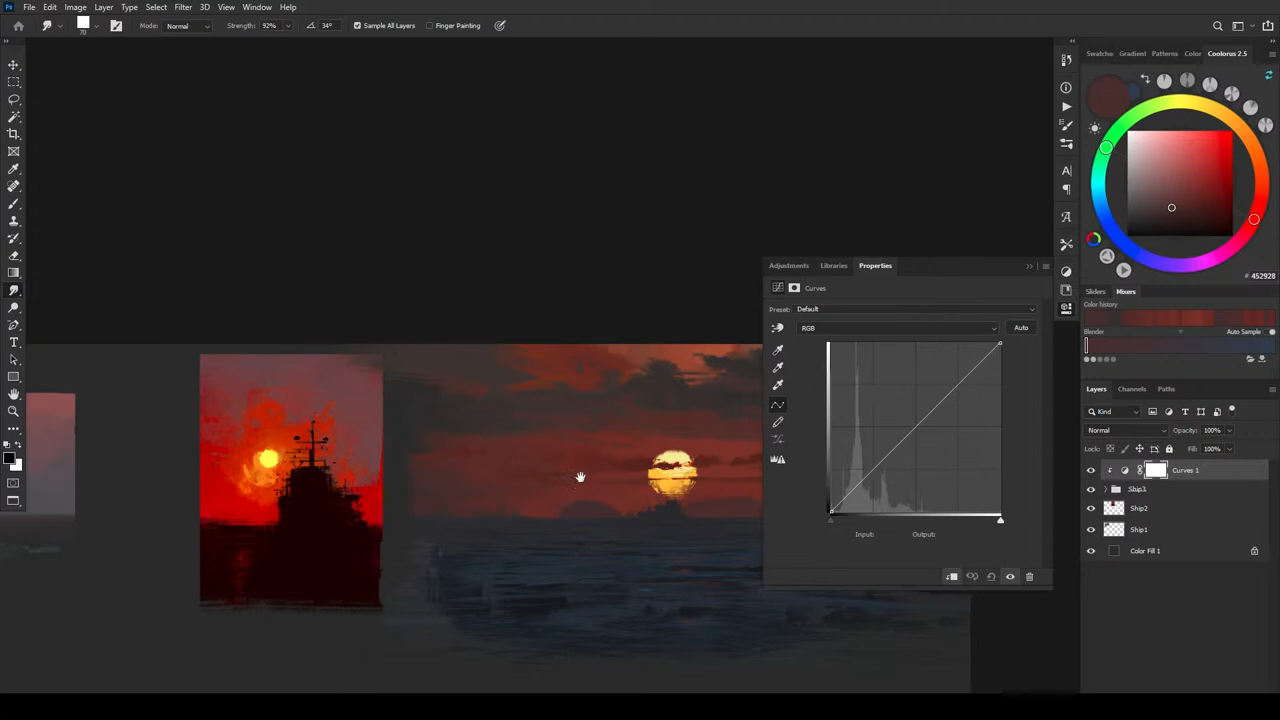 Ps File Edit Image Layer Type Select Filter 3D View Window Help
70 Mode: Normal Strength: 92% 34° Sample All Layers Finger Painting
Swatche Gradient Patterns Color Coolorus 2.5
452928
Adjustments Libraries Properties
Curves
Preset: Default
RGB Auto
Input: Output:
Sliders Mixers
Color history
Blender Auto Sample
Layers Channels Paths
Kind
Normal Opacity: 100%
Lock: Fill: 100%
Curves 1
Ship3
Ship2
Ship1
Color Fill 1